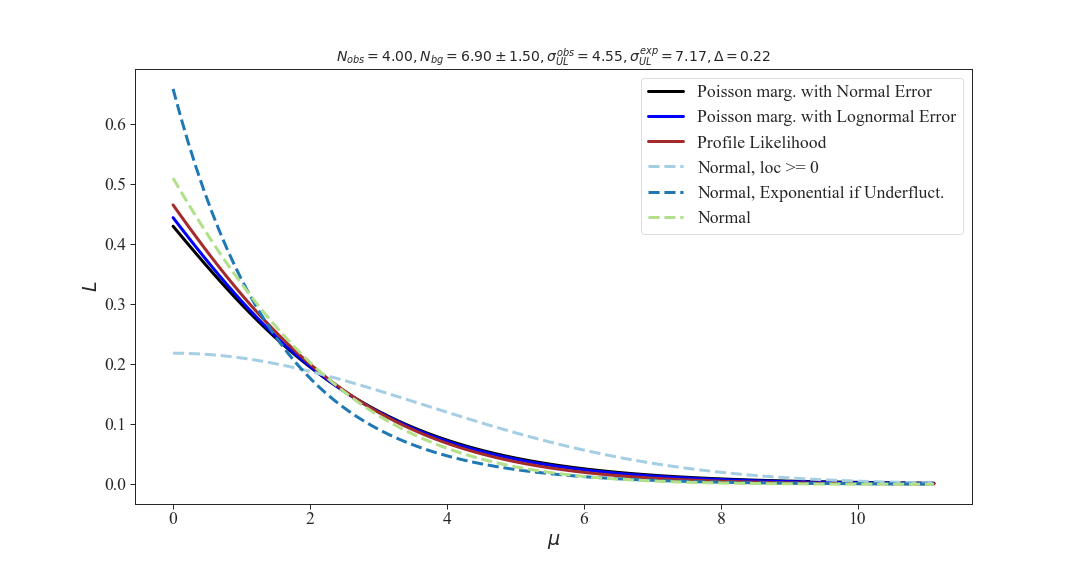 N_obs = 4.00, N_bg = 6.90 ± 1.50, σ_UL^obs = 4.55, σ_UL^exp = 7.17, Δ = 0.22
Poisson marg. with Normal Error
Poisson marg. with Lognormal Error
Profile Likelihood
Normal, loc >= 0
Normal, Exponential if Underfluct.
Normal
0.6
0.5
0.4
0.3
0.2
0.1
0.0
L
0 2 4 6 8 10
μ